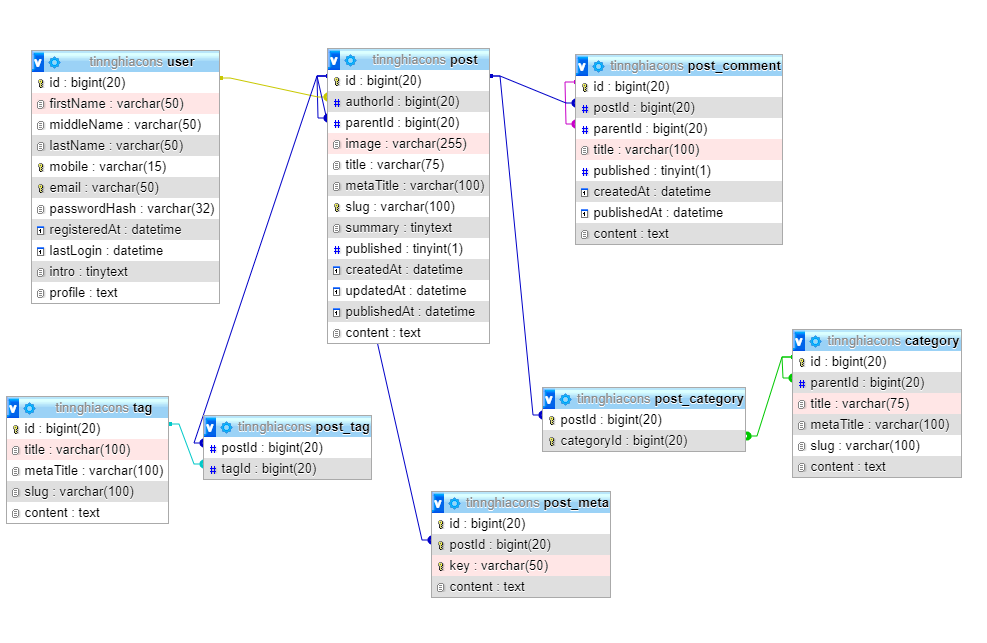 tinnghiacons user
id : bigint(20)
firstName : varchar(50)
middleName : varchar(50)
lastName : varchar(50)
mobile : varchar(15)
email : varchar(50)
passwordHash : varchar(32)
registeredAt : datetime
lastLogin : datetime
intro : tinytext
profile : text
tinnghiacons post
id : bigint(20)
authorId : bigint(20)
parentId : bigint(20)
image : varchar(255)
title : varchar(75)
metaTitle : varchar(100)
slug : varchar(100)
summary : tinytext
published : tinyint(1)
createdAt : datetime
updatedAt : datetime
publishedAt : datetime
content : text
tinnghiacons post_comment
id : bigint(20)
postId : bigint(20)
parentId : bigint(20)
title : varchar(100)
published : tinyint(1)
createdAt : datetime
publishedAt : datetime
content : text
tinnghiacons category
id : bigint(20)
parentId : bigint(20)
title : varchar(75)
metaTitle : varchar(100)
slug : varchar(100)
content : text
tinnghiacons tag
id : bigint(20)
title : varchar(100)
metaTitle : varchar(100)
slug : varchar(100)
content : text
tinnghiacons post_tag
postId : bigint(20)
tagId : bigint(20)
tinnghiacons post_category
postId : bigint(20)
categoryId : bigint(20)
tinnghiacons post_meta
id : bigint(20)
postId : bigint(20)
key : varchar(50)
content : text